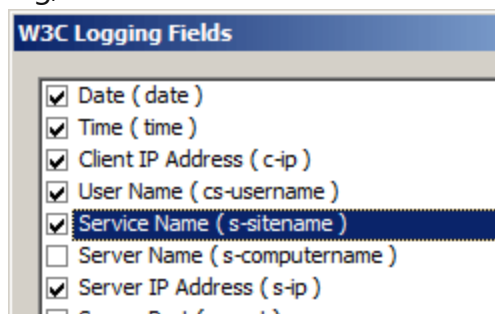 W3C Logging Fields
Date ( date )
Time ( time )
Client IP Address ( c-ip )
User Name ( cs-username )
Service Name ( s-sitename )
Server Name ( s-computername )
Server IP Address ( s-ip )